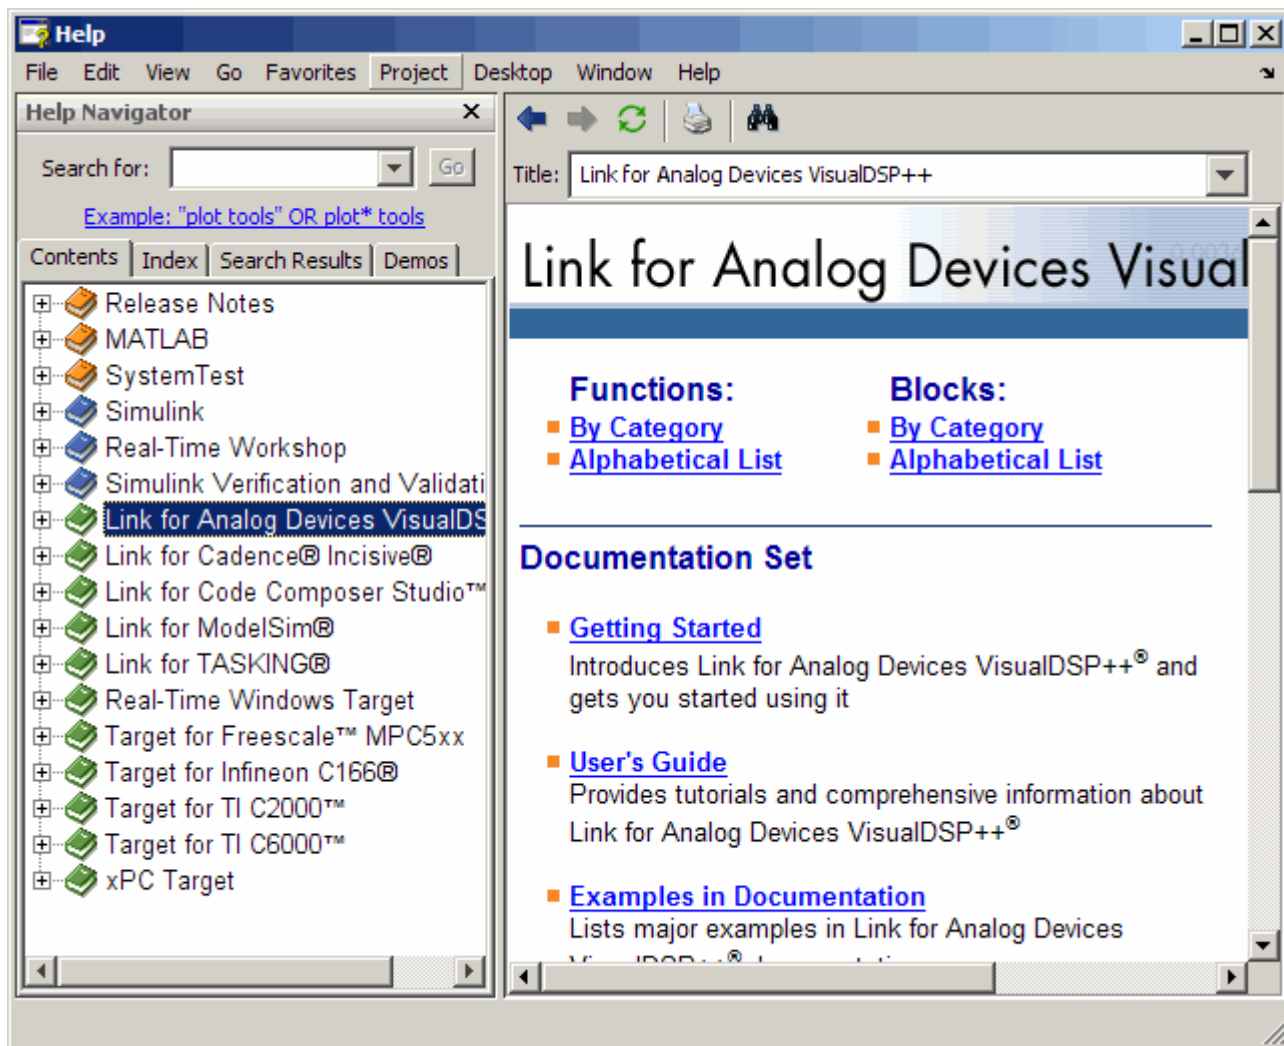 Help
File Edit View Go Favorites Project Desktop Window Help
Help Navigator
Search for: Go
Example: "plot tools" OR plot* tools
Contents Index Search Results Demos
Release Notes
MATLAB
SystemTest
Simulink
Real-Time Workshop
Simulink Verification and Validati
Link for Analog Devices VisualDS
Link for Cadence® Incisive®
Link for Code Composer Studio™
Link for ModelSim®
Link for TASKING®
Real-Time Windows Target
Target for Freescale™ MPC5xx
Target for Infineon C166®
Target for TI C2000™
Target for TI C6000™
xPC Target
Title: Link for Analog Devices VisualDSP++
Link for Analog Devices Visual
Functions: Blocks:
By Category By Category
Alphabetical List Alphabetical List
Documentation Set
Getting Started
Introduces Link for Analog Devices VisualDSP++® and
gets you started using it
User's Guide
Provides tutorials and comprehensive information about
Link for Analog Devices VisualDSP++®
Examples in Documentation
Lists major examples in Link for Analog Devices